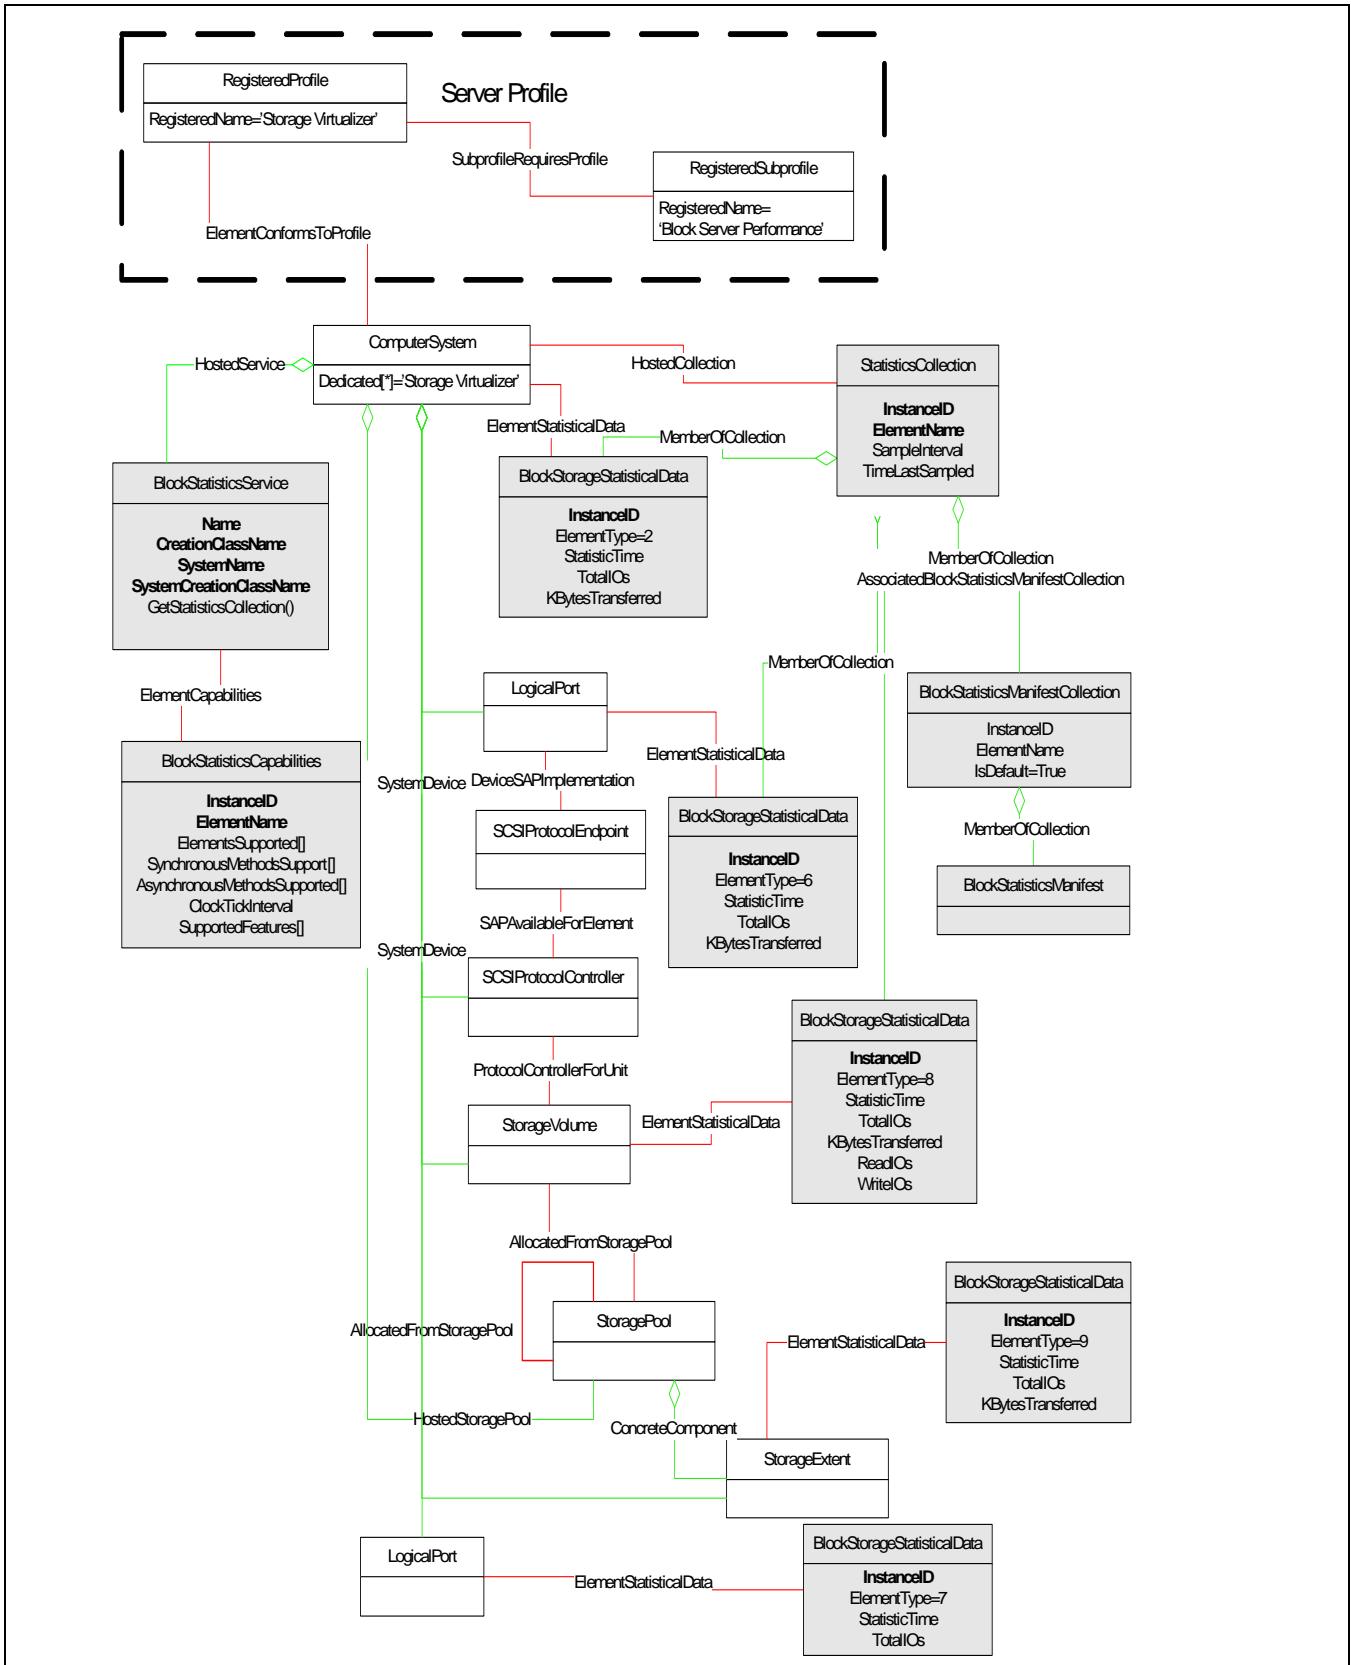 RegisteredProfile
RegisteredName='Storage Virtualizer'
Server Profile
SubprofileRequiresProfile
RegisteredSubprofile
RegisteredName=
'Block Server Performance'
ElementConformsToProfile
ComputerSystem
Dedicated[*]='Storage Virtualizer'
HostedService
HostedCollection
StatisticsCollection
InstanceID
ElementName
SampleInterval
TimeLastSampled
ElementStatisticalData
MemberOfCollection
BlockStatisticsService
Name
CreationClassName
SystemName
SystemCreationClassName
GetStatisticsCollection()
BlockStorageStatisticalData
InstanceID
ElementType=2
StatisticTime
TotalIOs
KBytesTransferred
MemberOfCollection
AssociatedBlockStatisticsManifestCollection
ElementCapabilities
BlockStatisticsCapabilities
InstanceID
ElementName
ElementsSupported[]
SynchronousMethodsSupport[]
AsynchronousMethodsSupported[]
ClockTickInterval
SupportedFeatures[]
LogicalPort
MemberOfCollection
ElementStatisticalData
BlockStatisticsManifestCollection
InstanceID
ElementName
IsDefault=True
MemberOfCollection
BlockStatisticsManifest
SystemDevice
DeviceSAPImplementation
SCSIProtocolEndpoint
BlockStorageStatisticalData
InstanceID
ElementType=6
StatisticTime
TotalIOs
KBytesTransferred
SAPAvailableForElement
SystemDevice
SCSIProtocolController
ProtocolControllerForUnit
StorageVolume
ElementStatisticalData
BlockStorageStatisticalData
InstanceID
ElementType=8
StatisticTime
TotalIOs
KBytesTransferred
ReadIOs
WriteIOs
AllocatedFromStoragePool
StoragePool
AllocatedFromStoragePool
ElementStatisticalData
BlockStorageStatisticalData
InstanceID
ElementType=9
StatisticTime
TotalIOs
KBytesTransferred
HostedStoragePool
ConcreteComponent
StorageExtent
LogicalPort
ElementStatisticalData
BlockStorageStatisticalData
InstanceID
ElementType=7
StatisticTime
TotalIOs